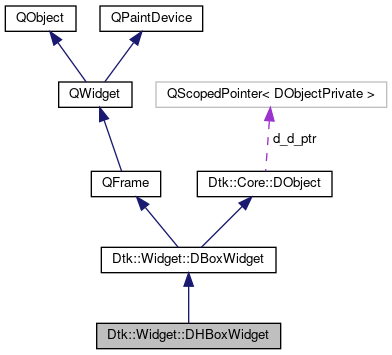 QObject
QPaintDevice
QWidget
QScopedPointer< DObjectPrivate >
d_d_ptr
QFrame
Dtk::Core::DObject
Dtk::Widget::DBoxWidget
Dtk::Widget::DHBoxWidget